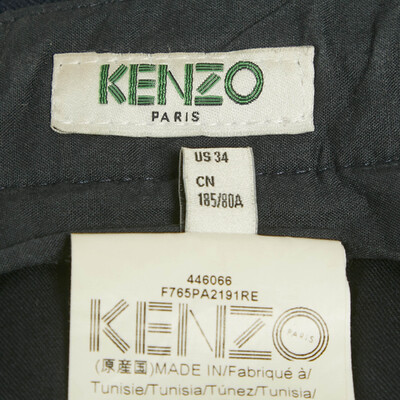 KENZO
PARIS
US 34
CN
185/80A
446066
F765PA2191RE
KENZO
PARIS
(原産国)MADE IN/Fabriqué à/
Tunisie/Tunisia/Túnez/Tunisia/